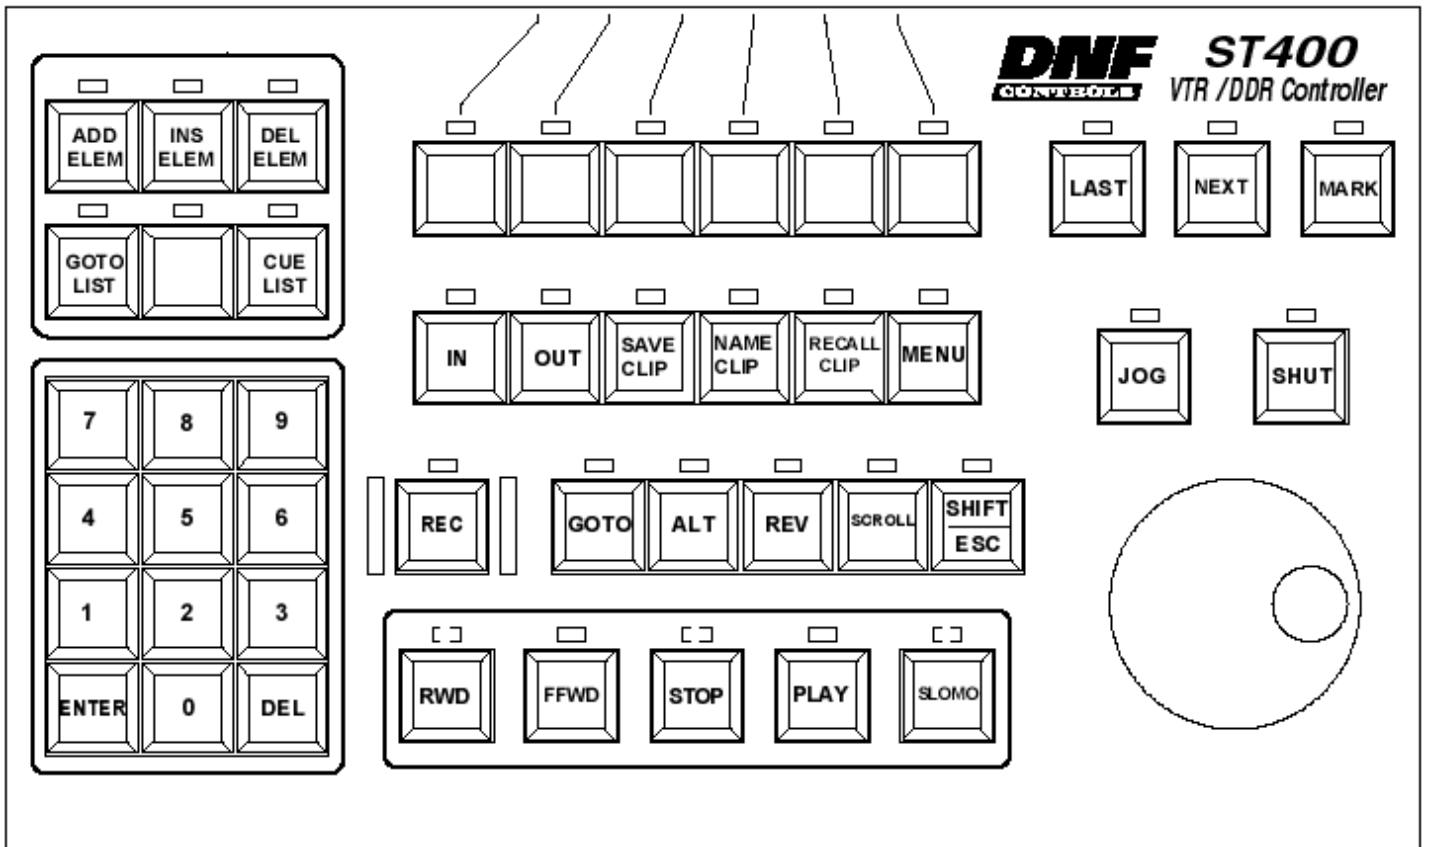 DNF
CONTROLS
ST400
VTR /DDR Controller
ADD
ELEM
INS
ELEM
DEL
ELEM
GOTO
LIST
CUE
LIST
LAST
NEXT
MARK
IN
OUT
SAVE
CLIP
NAME
CLIP
RECALL
CLIP
MENU
JOG
SHUT
7
8
9
4
5
6
1
2
3
ENTER
0
DEL
REC
GOTO
ALT
REV
SCROLL
SHIFT
ESC
RWD
FFWD
STOP
PLAY
SLOMO